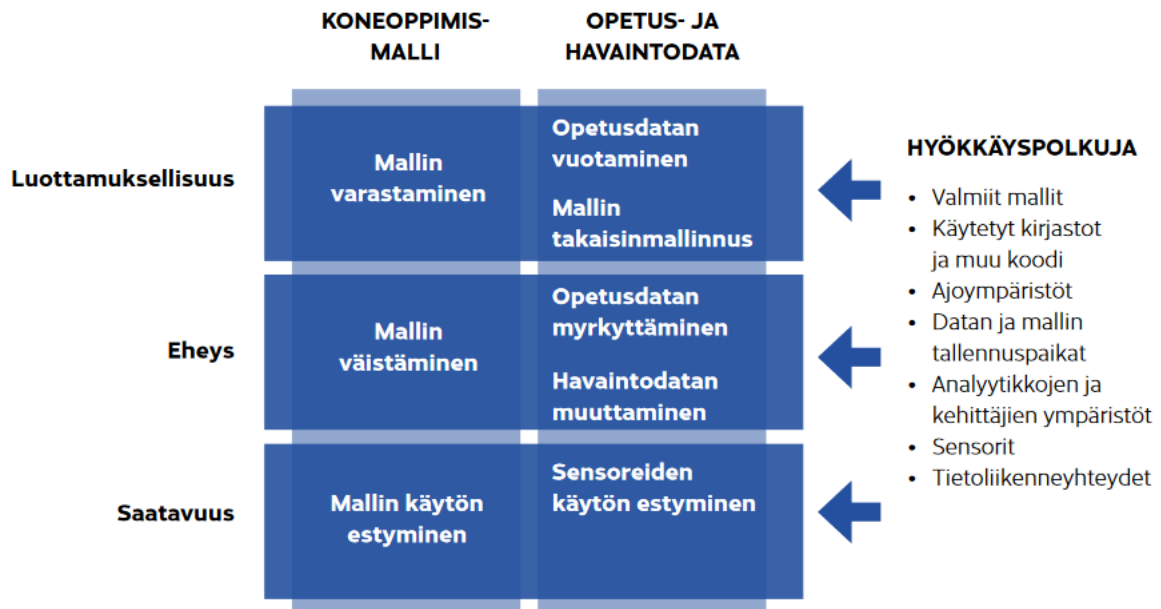 KONEOPPIMIS-
MALLI
OPETUS- JA
HAVAINTODATA
Luottamuksellisuus
Mallin
varastaminen
Opetusdatan
vuotaminen
Mallin
takaisinmallinnus
Eheys
Mallin
väistäminen
Opetusdatan
myrkyttäminen
Havaintodatan
muuttaminen
Saatavuus
Mallin käytön
estyminen
Sensoreiden
käytön estyminen
HYÖKKÄYSPOLKUJA
• Valmiit mallit
• Käytetyt kirjastot
ja muu koodi
• Ajoympäristöt
• Datan ja mallin
tallennuspaikat
• Analyytikkojen ja
kehittäjien ympäristöt
• Sensorit
• Tietoliikenneyhteydet